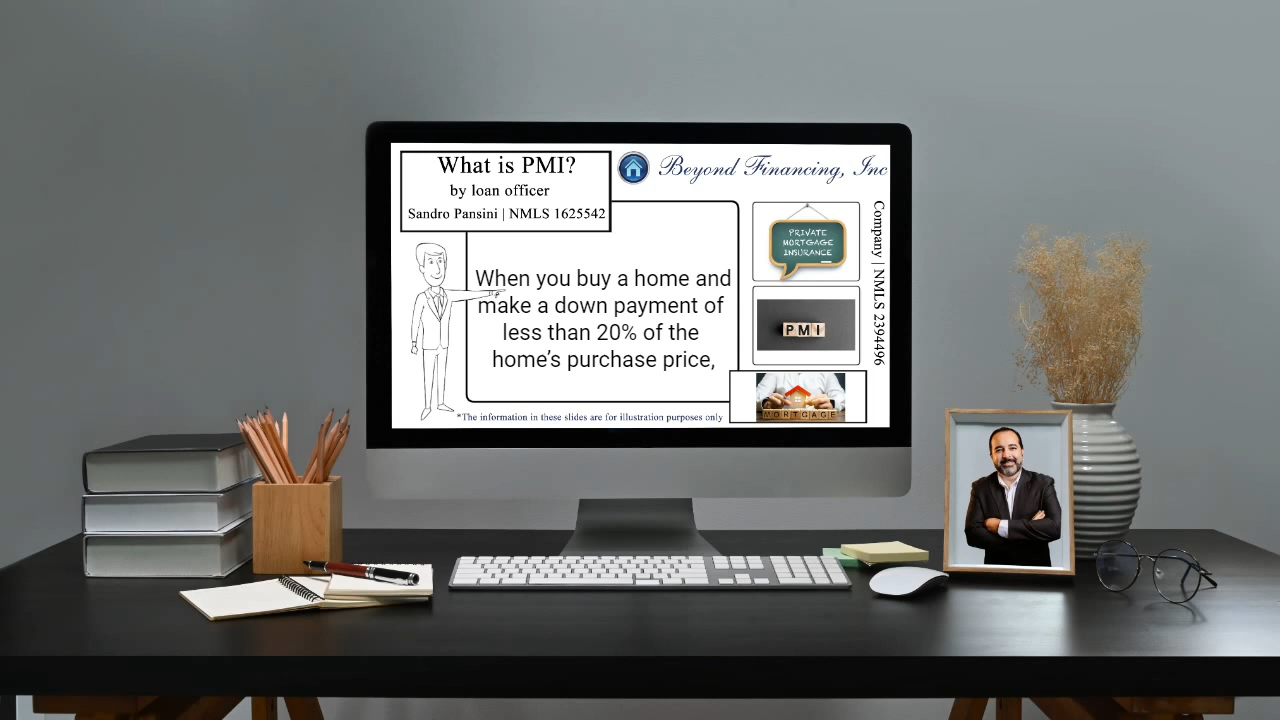 What is PMI?
by loan officer
Sandro Pansini | NMLS 1625542
Beyond Financing, Inc
Company | NMLS 2394496
When you buy a home and
make a down payment of
less than 20% of the
home’s purchase price,
PRIVATE
MORTGAGE
INSURANCE
PMI
MORTGAGE
*The information in these slides are for illustration purposes only